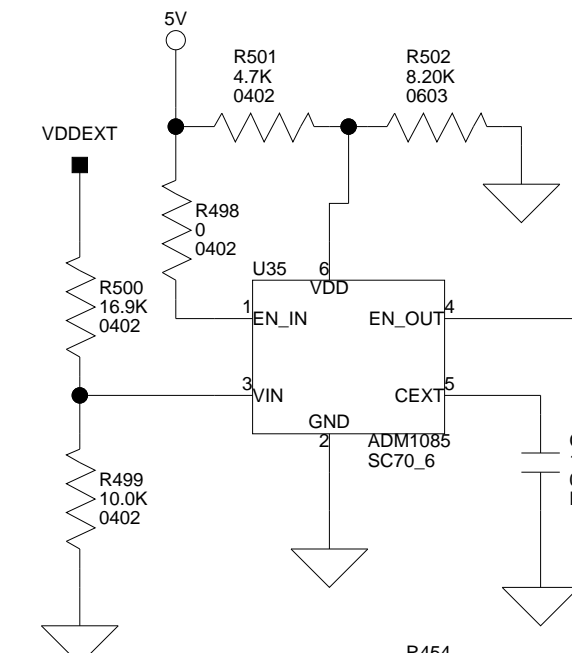 5V
R501
4.7K
0402
R502
8.20K
0603
VDDEXT
R498
0
0402
U35
6
VDD
R500
16.9K
0402
1
EN_IN
EN_OUT
4
3
VIN
CEXT
5
GND
2
ADM1085
SC70_6
R499
10.0K
0402